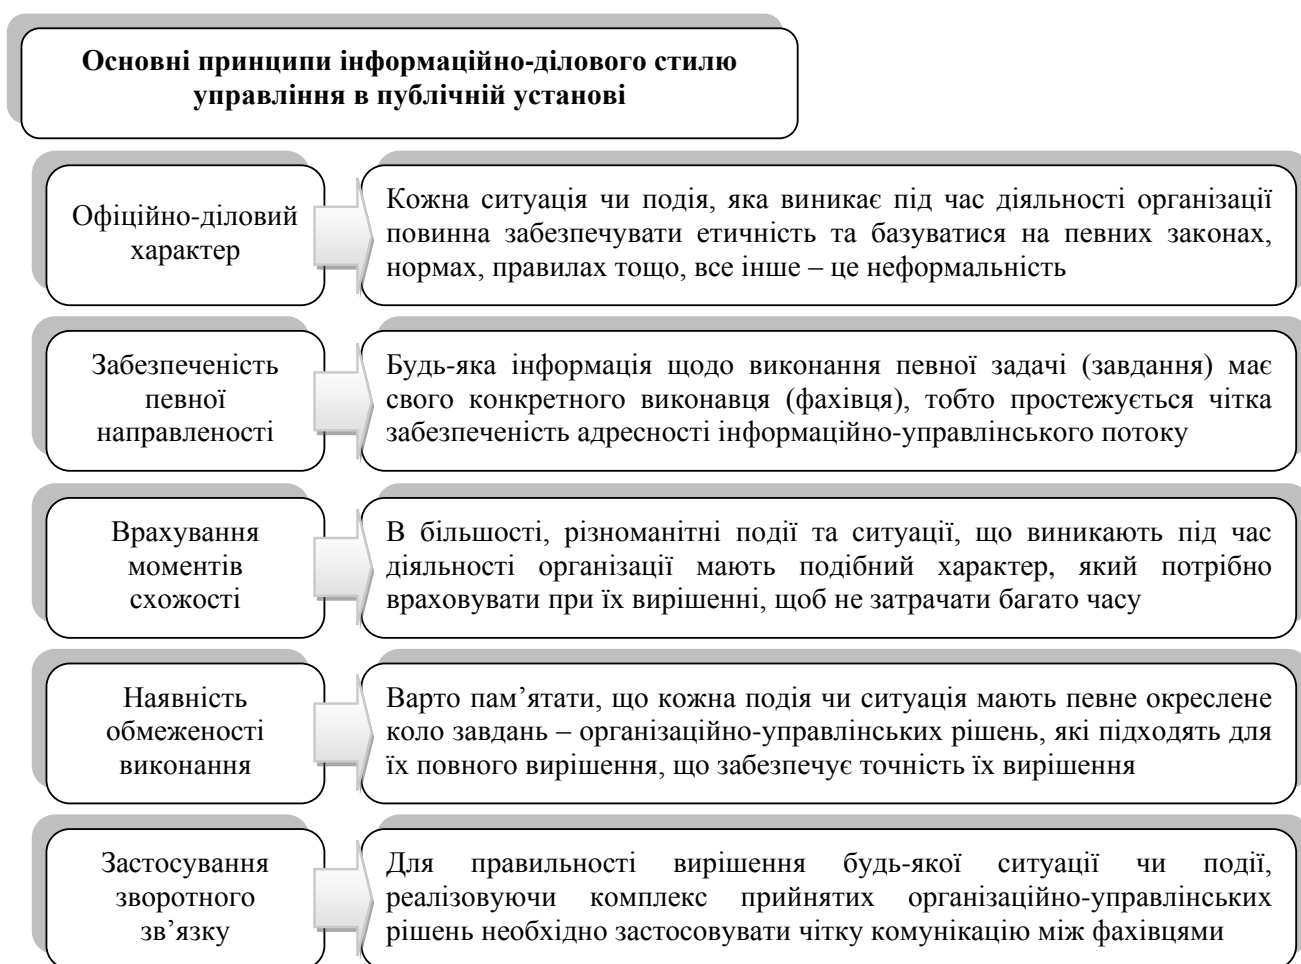 Основні принципи інформаційно-ділового стилю
управління в публічній установі
Офіційно-діловий
характер
Кожна ситуація чи подія, яка виникає під час діяльності організації
повинна забезпечувати етичність та базуватися на певних законах,
нормах, правилах тощо, все інше – це неформальність
Забезпеченість
певної
направленості
Будь-яка інформація щодо виконання певної задачі (завдання) має
свого конкретного виконавця (фахівця), тобто простежується чітка
забезпеченість адресності інформаційно-управлінського потоку
Врахування
моментів
схожості
В більшості, різноманітні події та ситуації, що виникають під час
діяльності організації мають подібний характер, який потрібно
враховувати при їх вирішенні, щоб не затрачати багато часу
Наявність
обмеженості
виконання
Варто пам’ятати, що кожна подія чи ситуація мають певне окреслене
коло завдань – організаційно-управлінських рішень, які підходять для
їх повного вирішення, що забезпечує точність їх вирішення
Застосування
зворотного
зв’язку
Для правильності вирішення будь-якої ситуації чи події,
реалізовуючи комплекс прийнятих організаційно-управлінських
рішень необхідно застосовувати чітку комунікацію між фахівцями